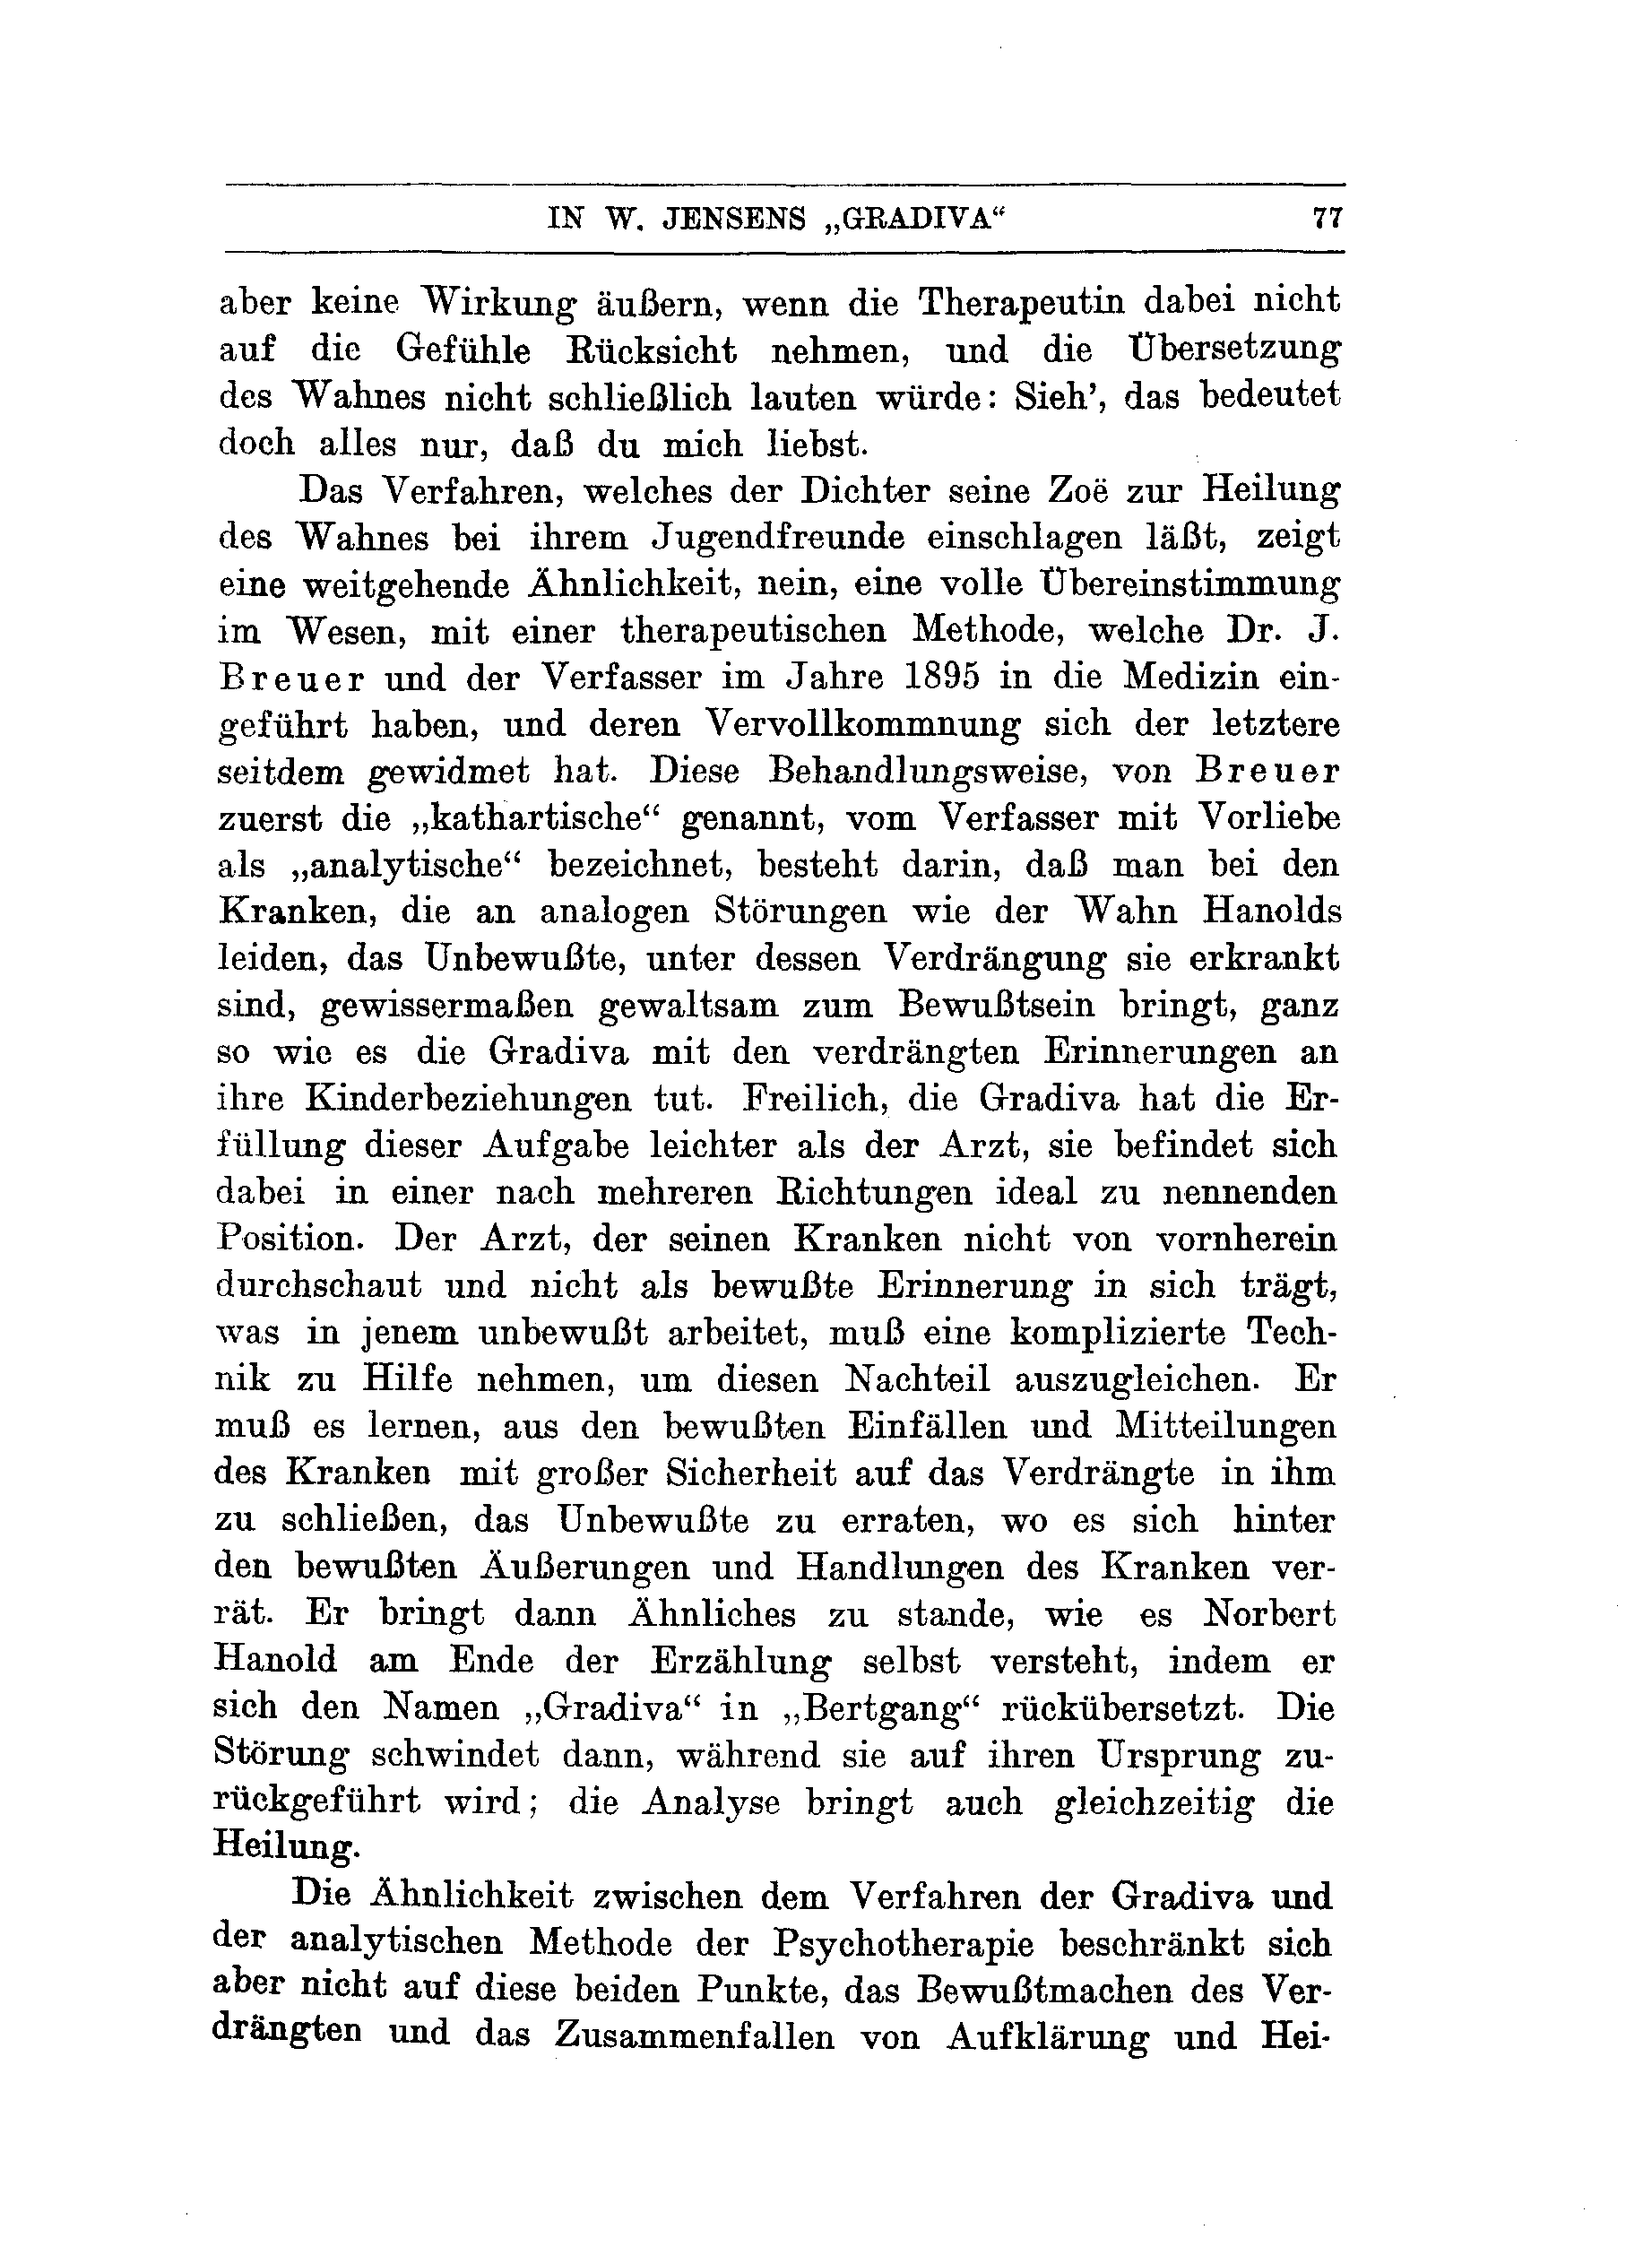 IN W. JENSENS „GRADIVA“ 77
aber keine Wirkung äußern, wenn die Therapeutin dabei nicht
auf die Gefühle Rücksicht nehmen, und die Übersetzung
des Wahnes nicht schließlich lauten würde: Sieh’, das bedeutet
doch alles nur, daß du mich liebst.
Das Verfahren, welches der Dichter seine Zoë zur Heilung
des Wahnes bei ihrem Jugendfreunde einschlagen läßt, zeigt
eine weitgehende Ähnlichkeit, nein, eine volle Übereinstimmung
im Wesen, mit einer therapeutischen Methode, welche Dr. J.
Breuer und der Verfasser im Jahre 1895 in die Medizin ein-
geführt haben, und deren Vervollkommnung sich der letztere
seitdem gewidmet hat. Diese Behandlungsweise, von Breuer
zuerst die „kathartische“ genannt, vom Verfasser mit Vorliebe
als „analytische“ bezeichnet, besteht darin, daß man bei den
Kranken, die an analogen Störungen wie der Wahn Hanolds
leiden, das Unbewußte, unter dessen Verdrängung sie erkrankt
sind, gewissermaßen gewaltsam zum Bewußtsein bringt, ganz
so wie es die Gradiva mit den verdrängten Erinnerungen an
ihre Kinderbeziehungen tut. Freilich, die Gradiva hat die Er-
füllung dieser Aufgabe leichter als der Arzt, sie befindet sich
dabei in einer nach mehreren Richtungen ideal zu nennenden
Position. Der Arzt, der seinen Kranken nicht von vornherein
durchschaut und nicht als bewußte Erinnerung in sich trägt,
was in jenem unbewußt arbeitet, muß eine komplizierte Tech-
nik zu Hilfe nehmen, um diesen Nachteil auszugleichen. Er
muß es lernen, aus den bewußten Einfällen und Mitteilungen
des Kranken mit großer Sicherheit auf das Verdrängte in ihm
zu schließen, das Unbewußte zu erraten, wo es sich hinter
den bewußten Äußerungen und Handlungen des Kranken ver-
rät. Er bringt dann Ähnliches zu stande, wie es Norbert
Hanold am Ende der Erzählung selbst versteht, indem er
sich den Namen „Gradiva“ in „Bertgang“ rückübersetzt. Die
Störung schwindet dann, während sie auf ihren Ursprung zu-
rückgeführt wird; die Analyse bringt auch gleichzeitig die
Heilung.
Die Ähnlichkeit zwischen dem Verfahren der Gradiva und
der analytischen Methode der Psychotherapie beschränkt sich
aber nicht auf diese beiden Punkte, das Bewußtmachen des Ver-
drängten und das Zusammenfallen von Aufklärung und Hei-